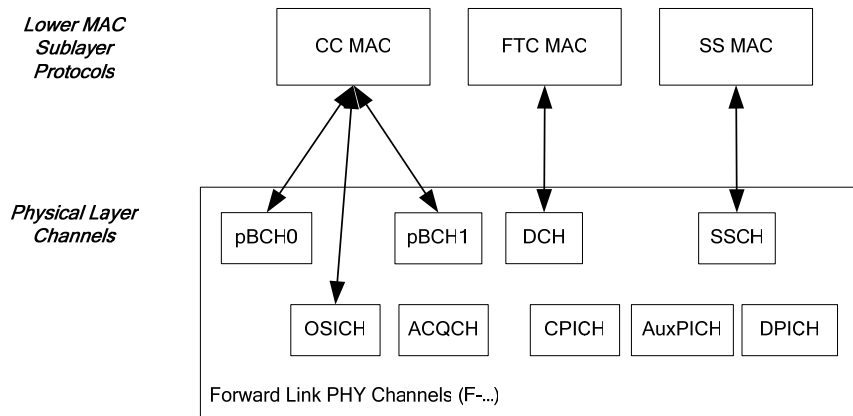 Lower MAC
Sublayer
Protocols
CC MAC
FTC MAC
SS MAC
Physical Layer
Channels
pBCH0
pBCH1
DCH
SSCH
OSICH
ACQCH
CPICH
AuxPICH
DPICH
Forward Link PHY Channels (F-...)